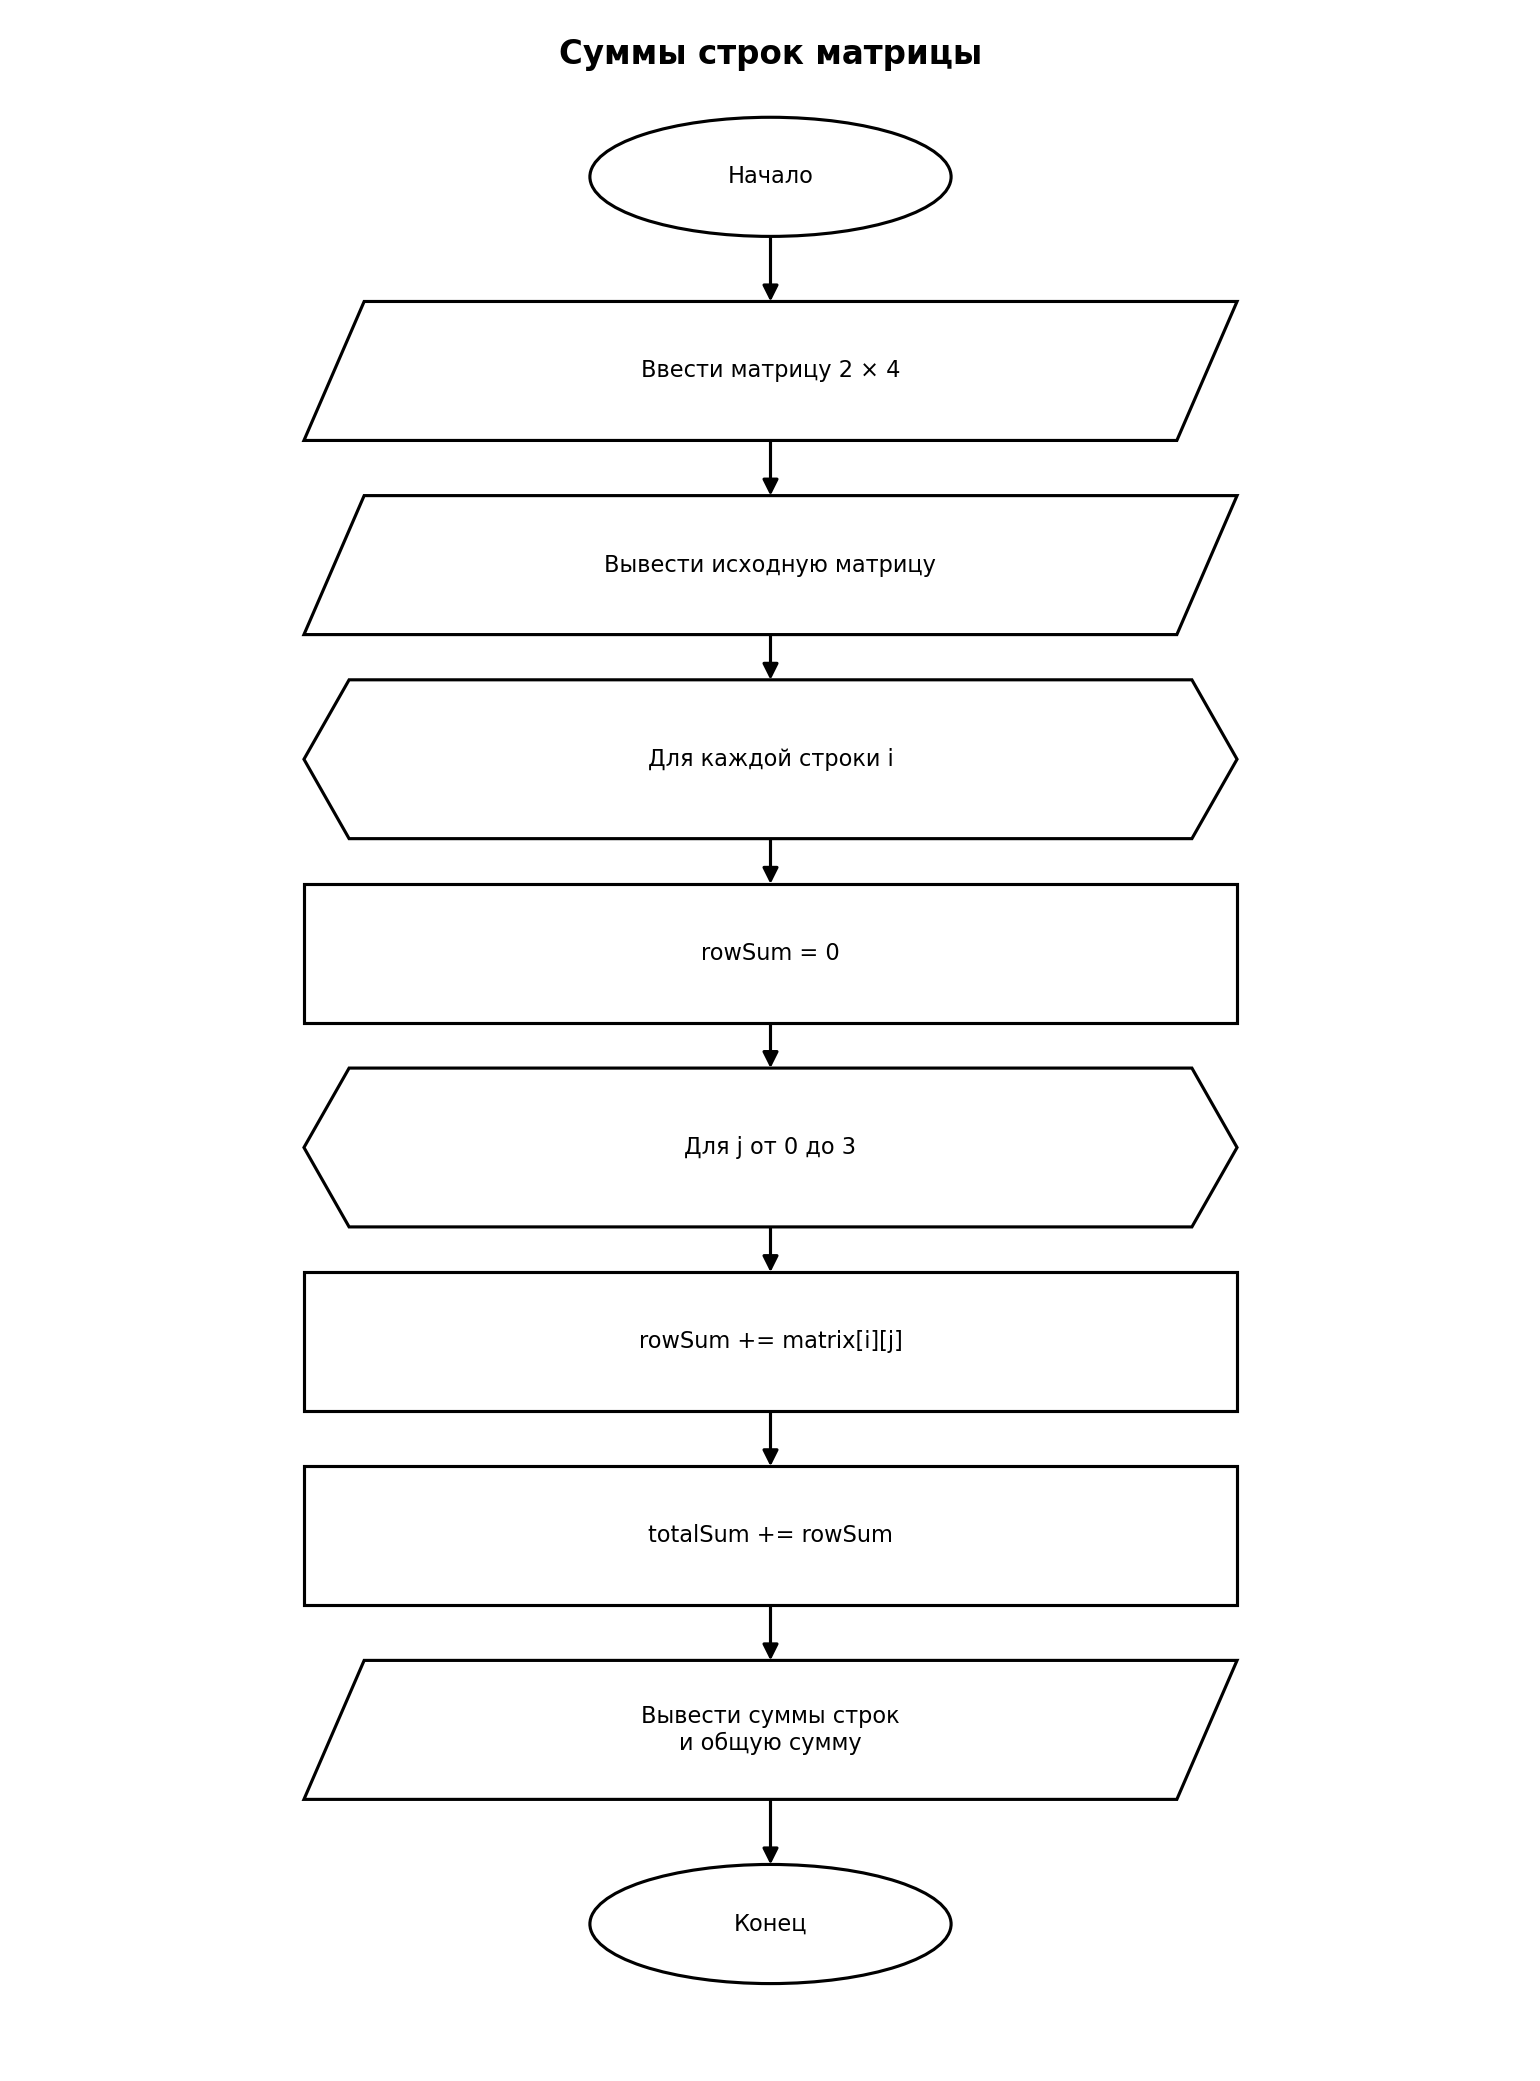 Суммы строк матрицы
Начало
Ввести матрицу 2 × 4
Вывести исходную матрицу
Для каждой строки i
rowSum = 0
Для j от 0 до 3
rowSum += matrix[i][j]
totalSum += rowSum
Вывести суммы строк
и общую сумму
Конец